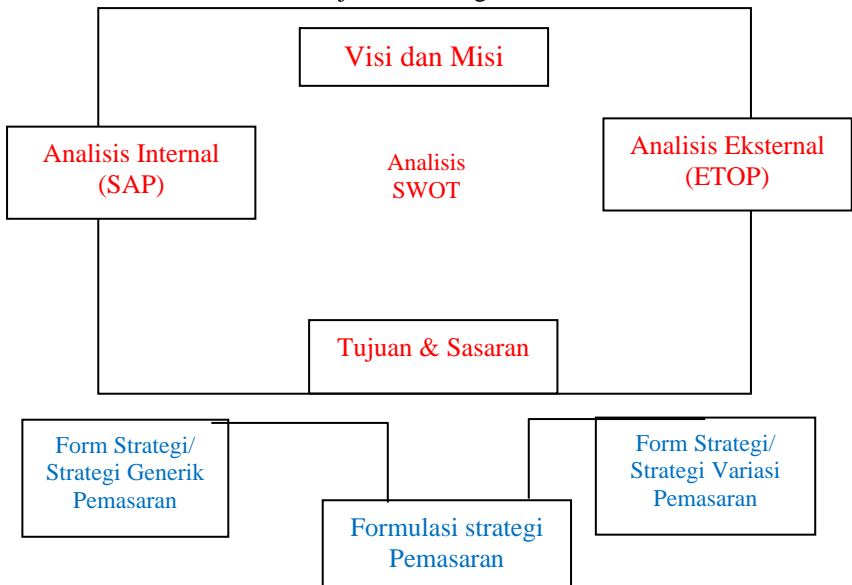 Visi dan Misi
Analisis Internal
(SAP)
Analisis
SWOT
Analisis Eksternal
(ETOP)
Tujuan & Sasaran
Form Strategi/
Strategi Generik
Pemasaran
Form Strategi/
Strategi Variasi
Pemasaran
Formulasi strategi
Pemasaran